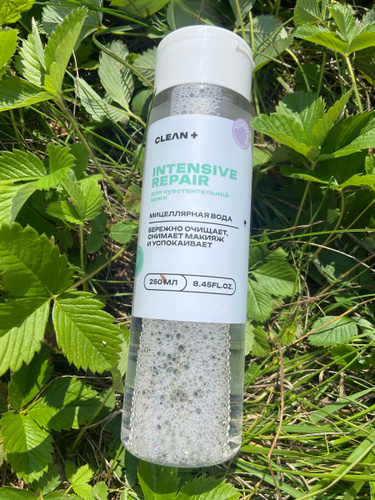 CLEAN +
INTENSIVE
REPAIR
для чувствительной
кожи
МИЦЕЛЛЯРНАЯ ВОДА
БЕРЕЖНО ОЧИЩАЕТ,
СНИМАЕТ МАКИЯЖ
И УСПОКАИВАЕТ
250 МЛ 8.45FL.OZ.